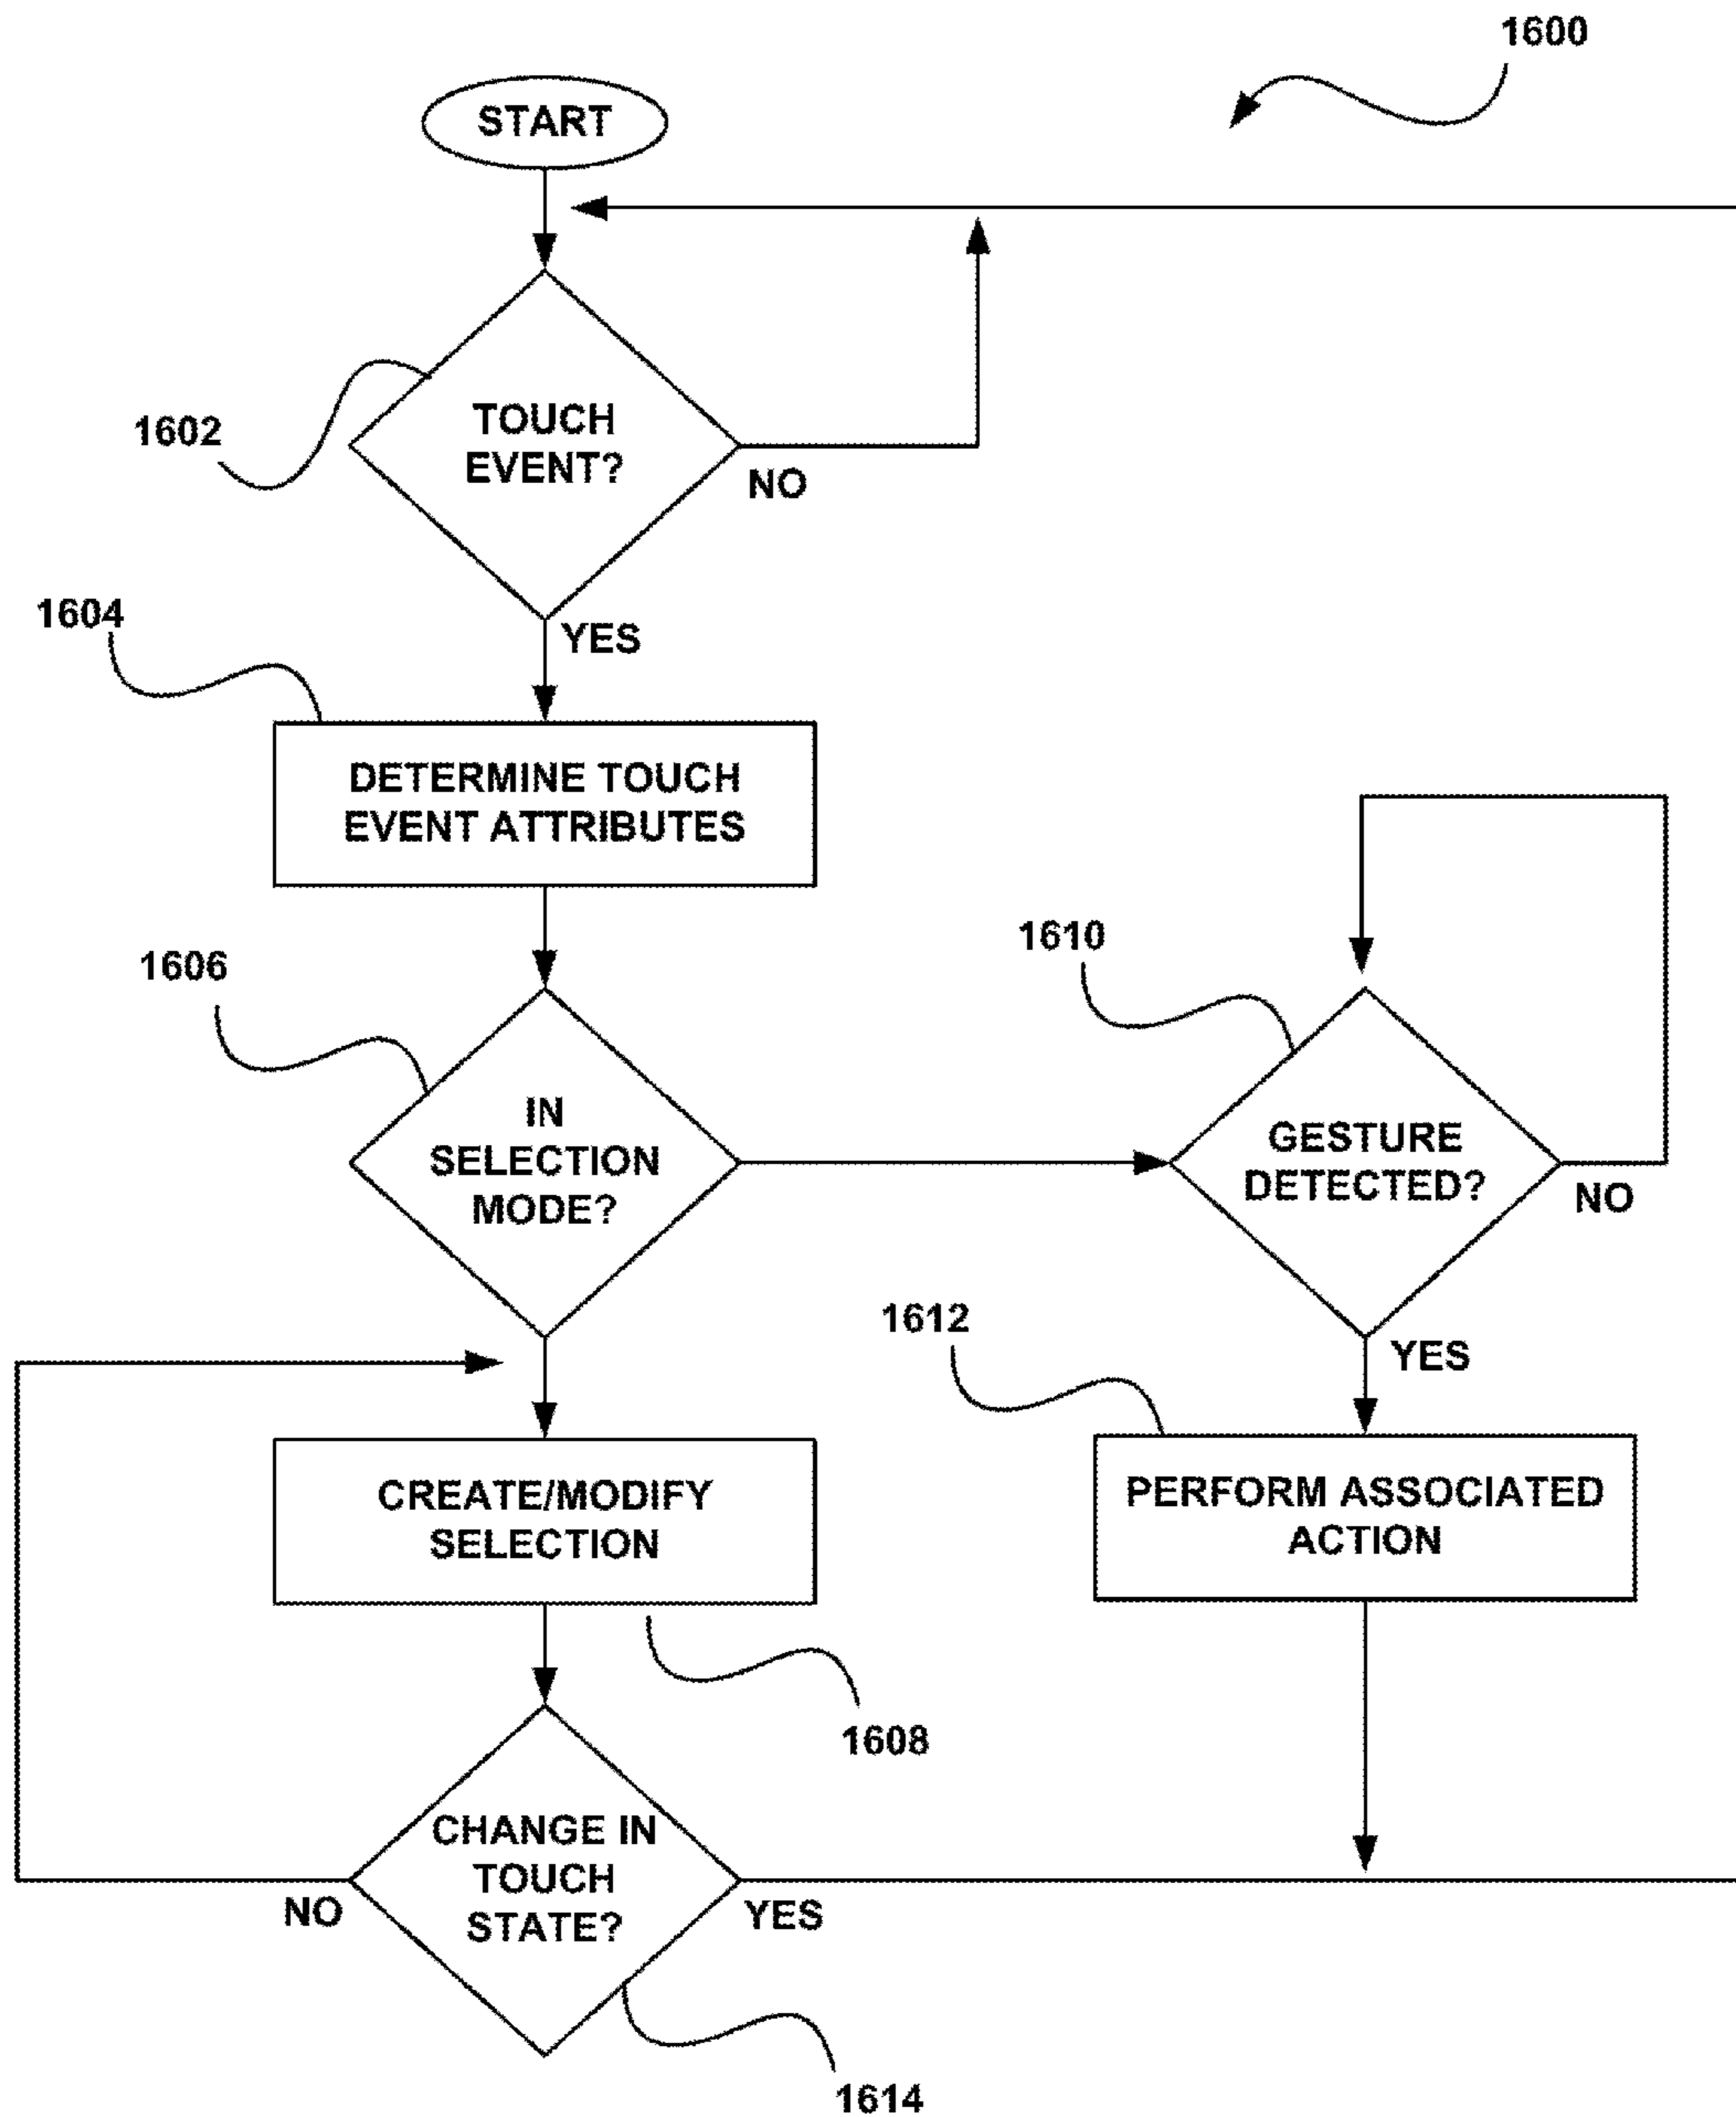 1600
START
1602
TOUCH
EVENT?
NO
YES
1604
DETERMINE TOUCH
EVENT ATTRIBUTES
1606
IN
SELECTION
MODE?
1610
GESTURE
DETECTED?
NO
YES
1612
PERFORM ASSOCIATED
ACTION
CREATE/MODIFY
SELECTION
1608
CHANGE IN
TOUCH
STATE?
NO
YES
1614